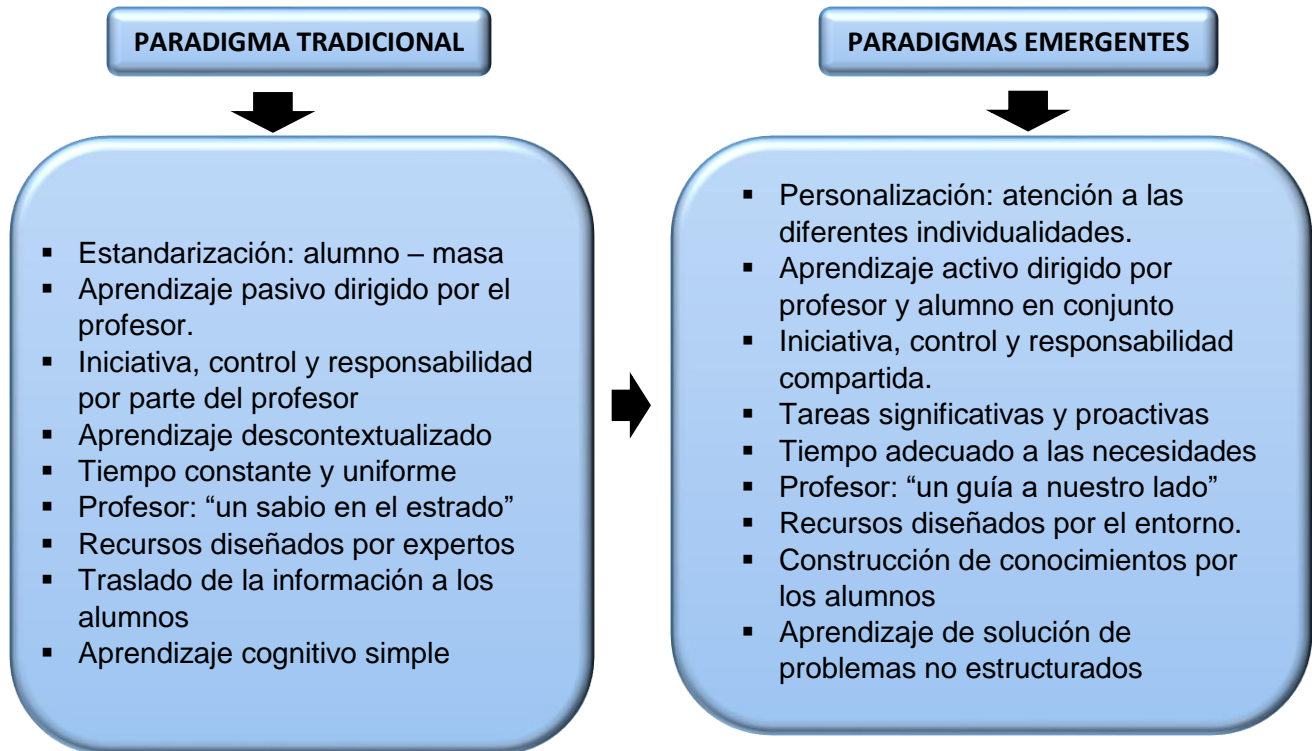 PARADIGMA TRADICIONAL
▪ Estandarización: alumno – masa
▪ Aprendizaje pasivo dirigido por el
profesor.
▪ Iniciativa, control y responsabilidad
por parte del profesor
▪ Aprendizaje descontextualizado
▪ Tiempo constante y uniforme
▪ Profesor: “un sabio en el estrado”
▪ Recursos diseñados por expertos
▪ Traslado de la información a los
alumnos
▪ Aprendizaje cognitivo simple
PARADIGMAS EMERGENTES
▪ Personalización: atención a las
diferentes individualidades.
▪ Aprendizaje activo dirigido por
profesor y alumno en conjunto
▪ Iniciativa, control y responsabilidad
compartida.
▪ Tareas significativas y proactivas
▪ Tiempo adecuado a las necesidades
▪ Profesor: “un guía a nuestro lado”
▪ Recursos diseñados por el entorno.
▪ Construcción de conocimientos por
los alumnos
▪ Aprendizaje de solución de
problemas no estructurados